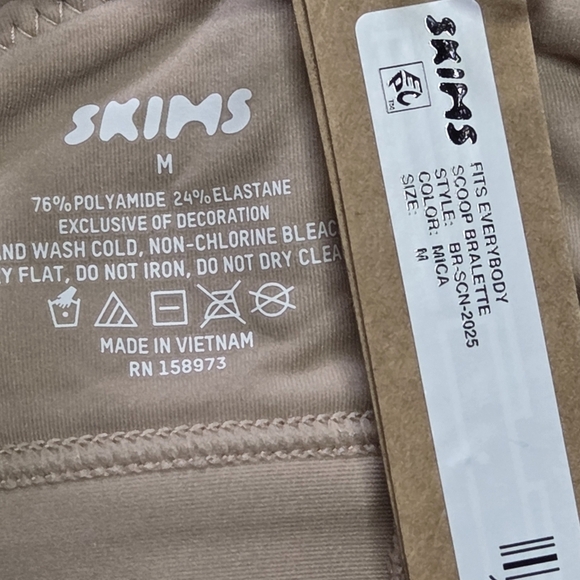 SKIMS
M
76% POLYAMIDE 24% ELASTANE
EXCLUSIVE OF DECORATION
AND WASH COLD, NON-CHLORINE BLEAC
Y FLAT, DO NOT IRON, DO NOT DRY CLEA
MADE IN VIETNAM
RN 158973
SKIMS
FITS EVERYBODY
SCOOP BRALETTE
STYLE: BR-SCN-2025
COLOR: MICA
SIZE: M